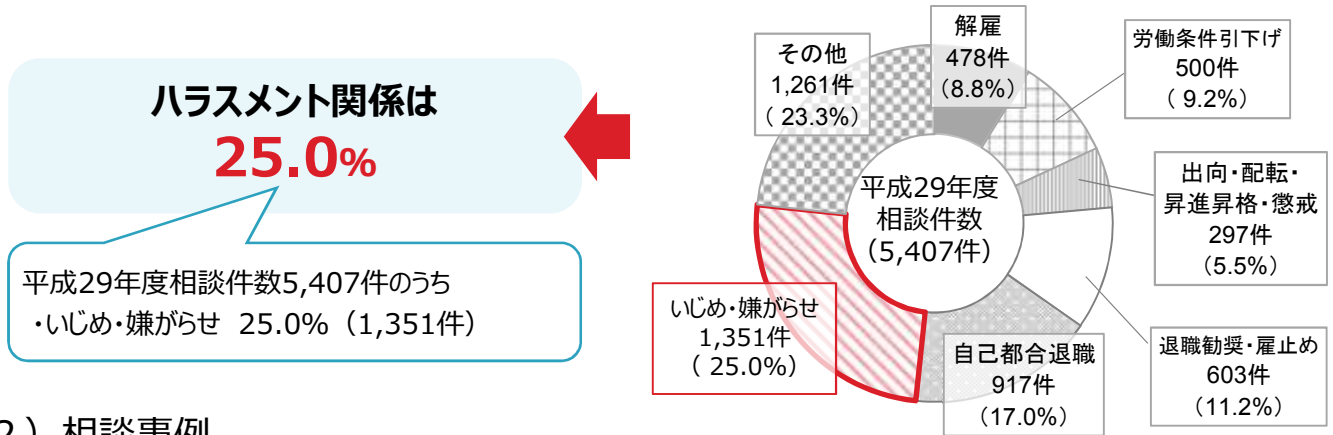 ハラスメント関係は
25.0%
平成29年度相談件数5,407件のうち
・いじめ・嫌がらせ 25.0%（1,351件）
解雇
478件
（8.8%）
労働条件引下げ
500件
（ 9.2%）
出向・配転・
昇進昇格・懲戒
297件
（5.5%）
退職勧奨・雇止め
603件
（11.2%）
自己都合退職
917件
（17.0%）
いじめ・嫌がらせ
1,351件
（ 25.0%）
その他
1,261件
（ 23.3%）
平成29年度
相談件数
（5,407件）
２）相談事例